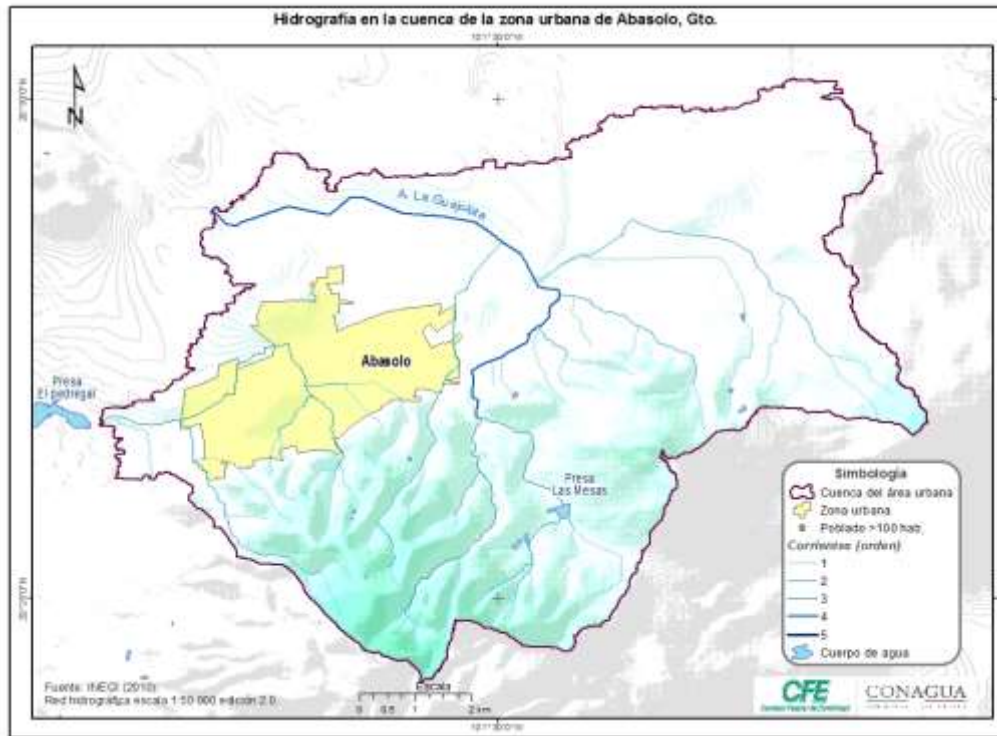 Hidrografía en la cuenca de la zona urbana de Abasolo, Gto.
N
A. La Guajolota
Abasolo
Presa
El pedregal
Presa
Las Mesas
Simbología
Cuenca del área urbana
Zona urbana
Poblado >100 hab.
Corrientes (orden)
1
2
3
4
5
Cuerpo de agua
Fuente: INEGI (2010)
Red hidrográfica escala 1:50 000 edición 2.0
Escala
0 0.5 1 2 km
CFE
CONAGUA